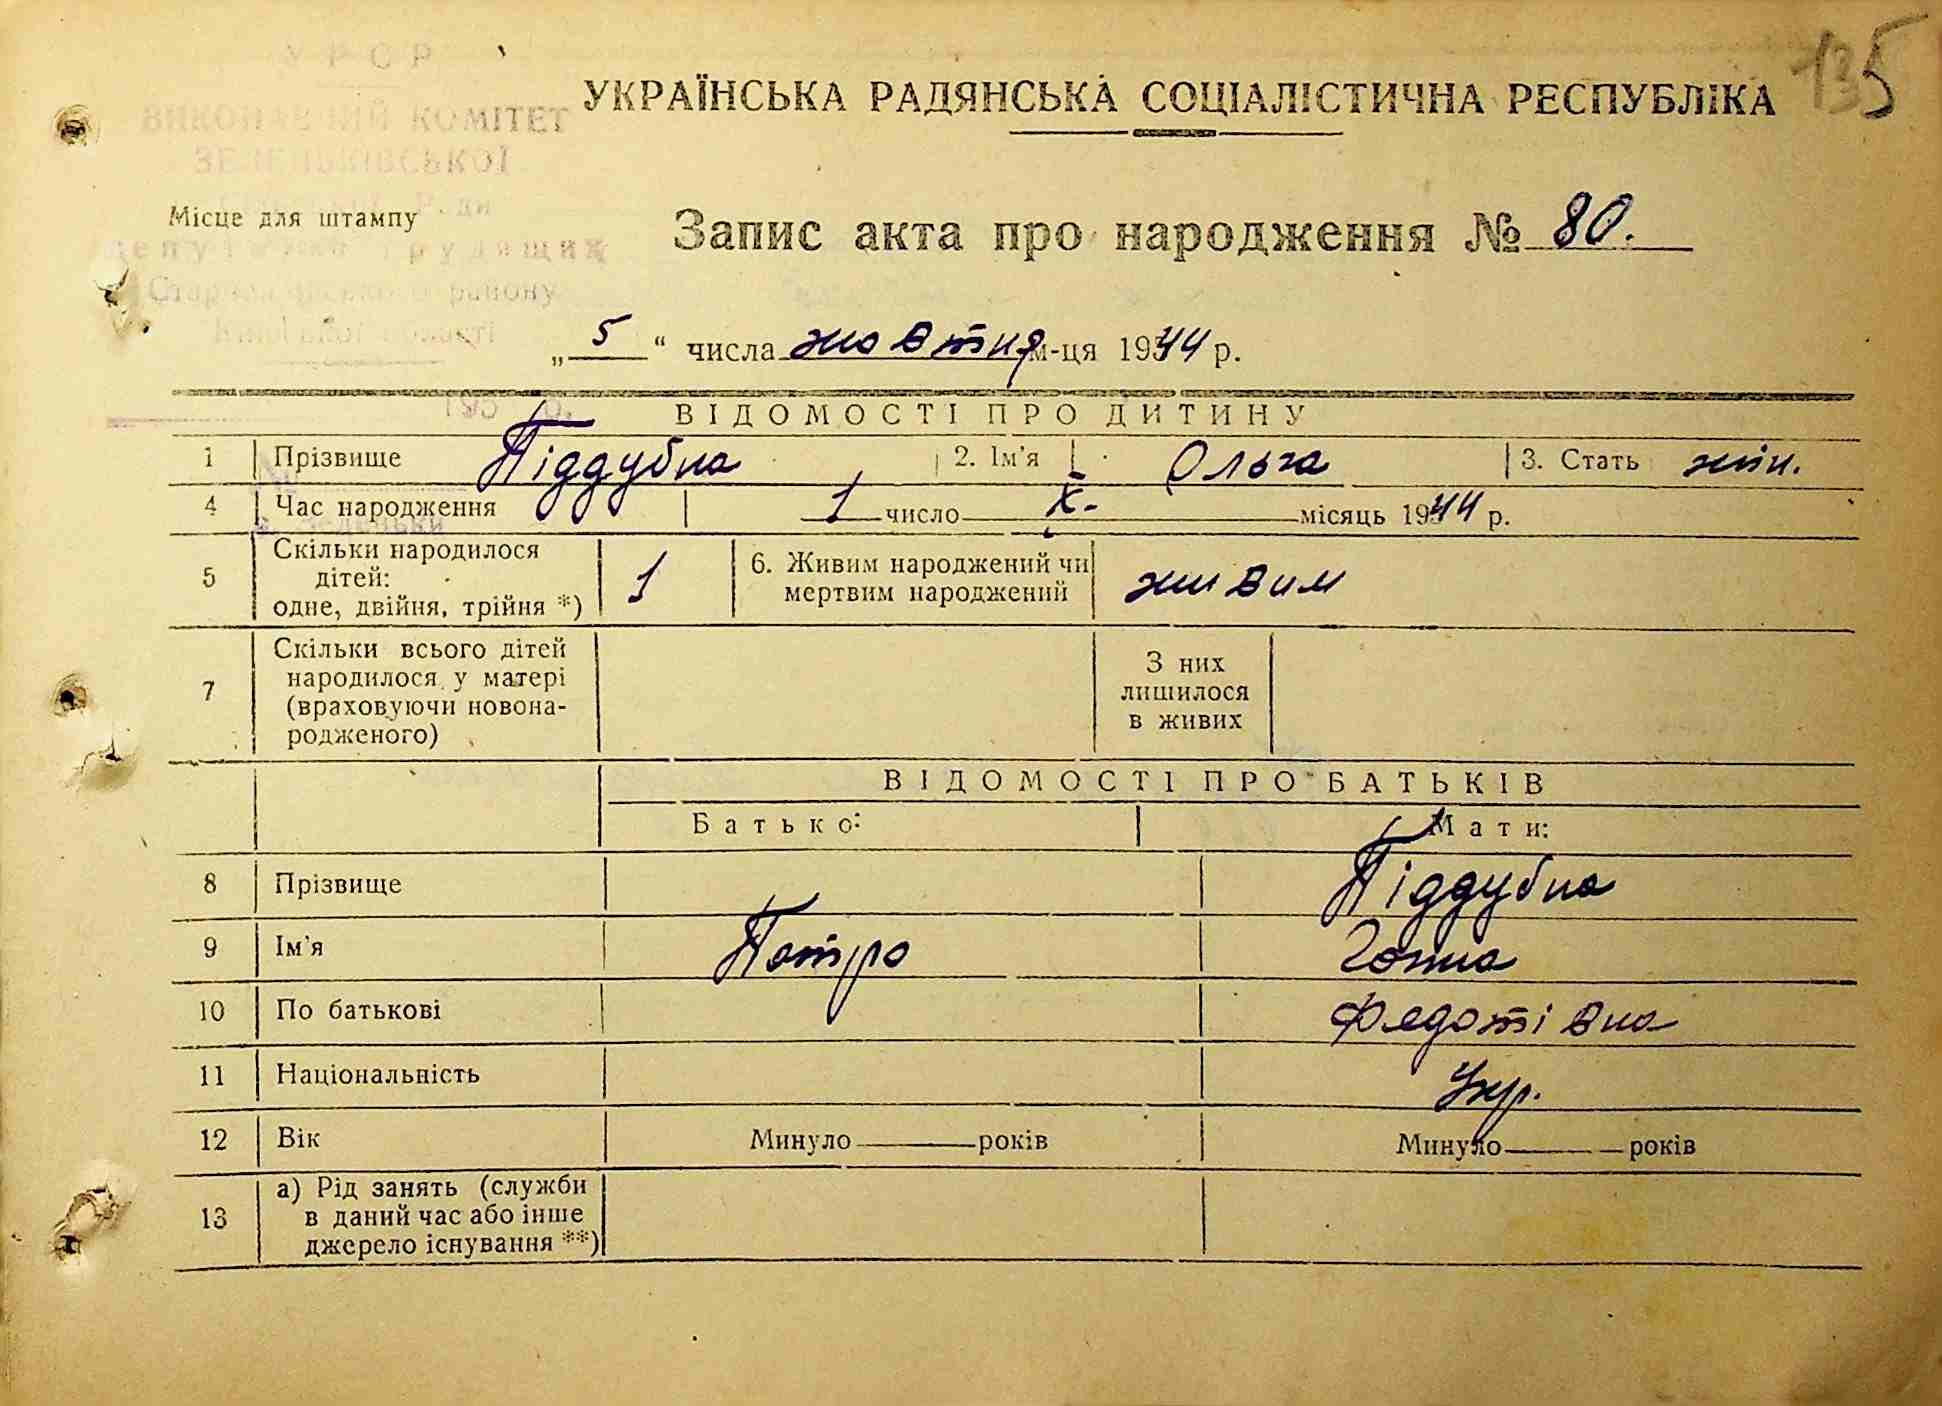 135
УРСР
УКРАЇНСЬКА РАДЯНСЬКА СОЦІАЛІСТИЧНА РЕСПУБЛІКА
ВИКОНАВЧИЙ КОМІТЕТ
ЗЕЛЕНЬКІВСЬКОЇ
Ради
Місце для штампу
Запис акта про народження № 80.
депутатів трудящих
району
області
„5“ числа жовтня м-ця 1944 р.
195 р.
ВІДОМОСТІ ПРО ДИТИНУ
1 Прізвище Піддубна 2. Ім'я Ольга 3. Стать жін.
4 Час народження 1 число X. місяць 1944 р.
с. Зеленьки
5 Скільки народилося дітей: одне, двійня, трійня *) 1 6. Живим народжений чи мертвим народжений живим
7 Скільки всього дітей народилося у матері (враховуючи новонародженого) З них лишилося в живих
ВІДОМОСТІ ПРО БАТЬКІВ
Батько: Мати:
8 Прізвище Піддубна
9 Ім'я Петро Ганна
10 По батькові Федотівна
11 Національність Укр.
12 Вік Минуло років Минуло років
13 а) Рід занять (служби
в даний час або інше
джерело існування **)